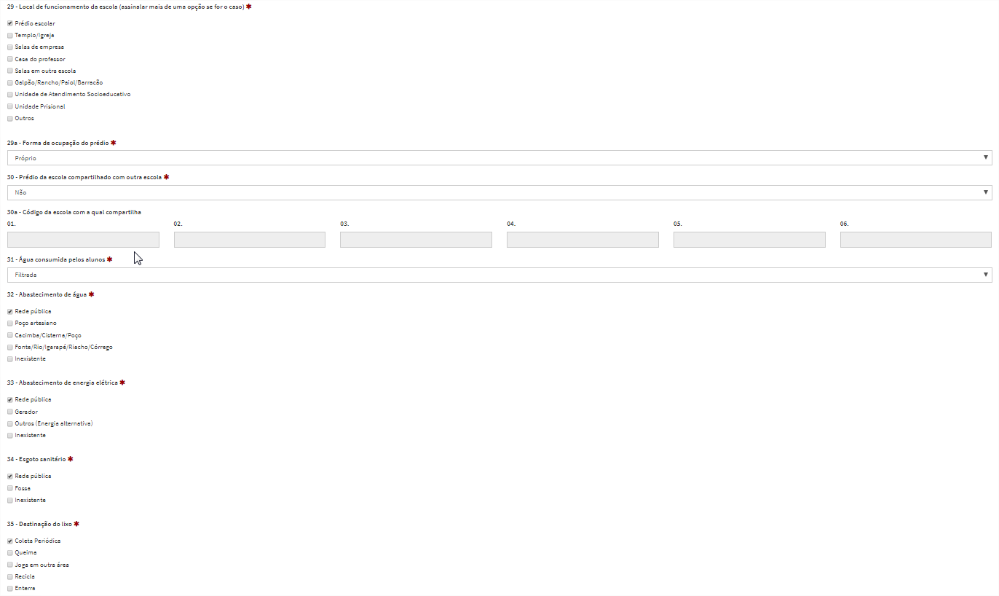 29 - Local de funcionamento da escola (assinalar mais de uma opção se for o caso) ✱
Prédio escolar
Templo/Igreja
Salas de empresa
Casa do professor
Salas em outra escola
Galpão/Rancho/Paiol/Barracão
Unidade de Atendimento Socioeducativo
Unidade Prisional
Outros
29a - Forma de ocupação do prédio ✱
Próprio
30 - Prédio da escola compartilhado com outra escola ✱
Não
30a - Código da escola com a qual compartilha
01. 02. 03. 04. 05. 06.
31 - Água consumida pelos alunos ✱
Filtrada
32 - Abastecimento de água ✱
Rede pública
Poço artesiano
Cacimba/Cisterna/Poço
Fonte/Rio/Igarapé/Riacho/Córrego
Inexistente
33 - Abastecimento de energia elétrica ✱
Rede pública
Gerador
Outros (Energia alternativa)
Inexistente
34 - Esgoto sanitário ✱
Rede pública
Fossa
Inexistente
35 - Destinação do lixo ✱
Coleta Periódica
Queima
Joga em outra área
Recicla
Enterra